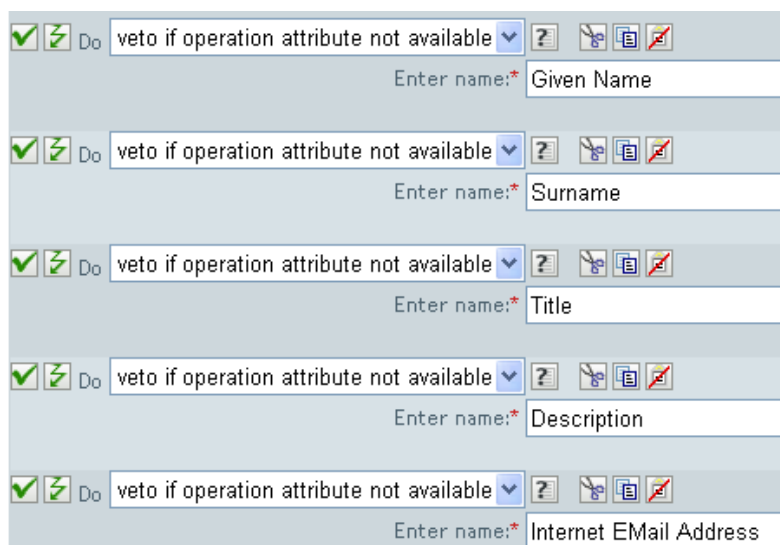 Do veto if operation attribute not available
Enter name:* Given Name
Do veto if operation attribute not available
Enter name:* Surname
Do veto if operation attribute not available
Enter name:* Title
Do veto if operation attribute not available
Enter name:* Description
Do veto if operation attribute not available
Enter name:* Internet EMail Address